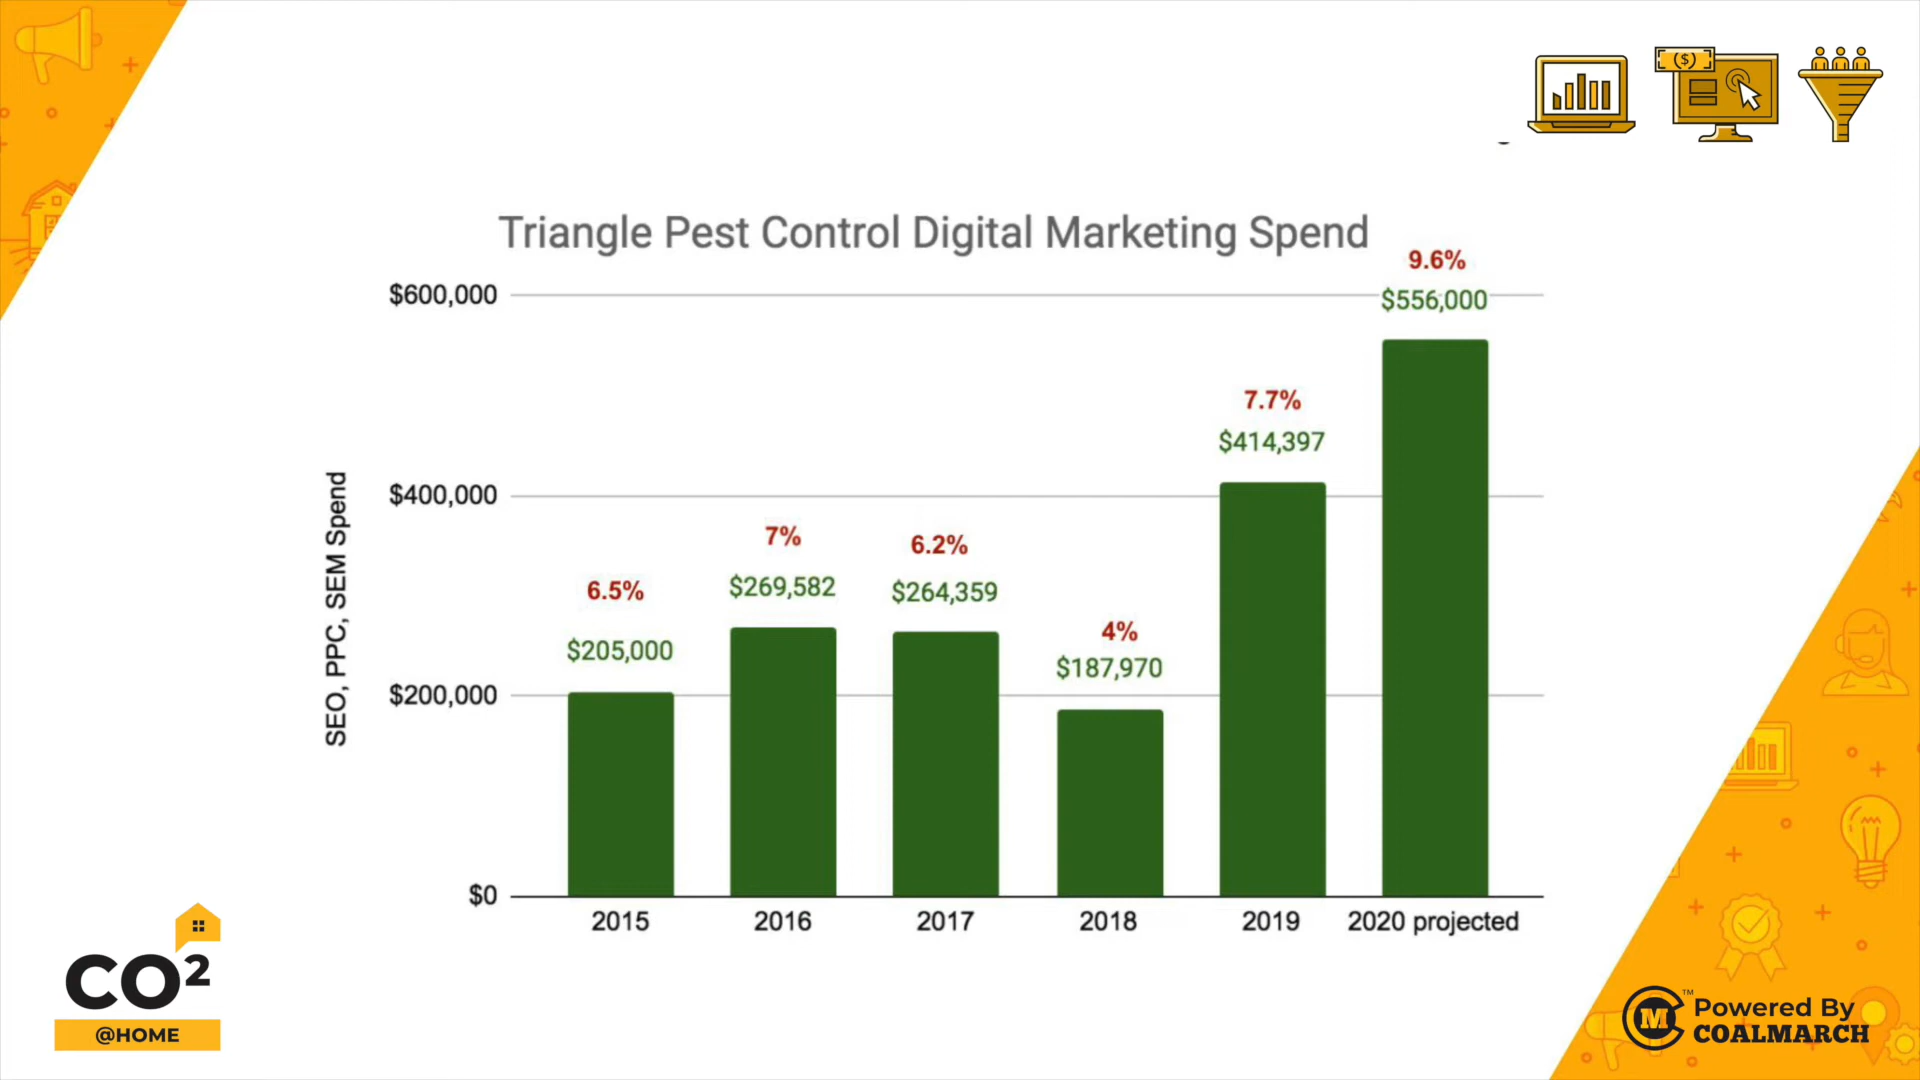 ($)
Triangle Pest Control Digital Marketing Spend
9.6%
$600,000
$556,000
7.7%
$414,397
SEO, PPC, SEM Spend
$400,000
7%
6.2%
6.5%
$269,582
$264,359
4%
$205,000
$187,970
$200,000
$0
2015 2016 2017 2018 2019 2020 projected
CO²
@HOME
MC™
Powered By
COALMARCH